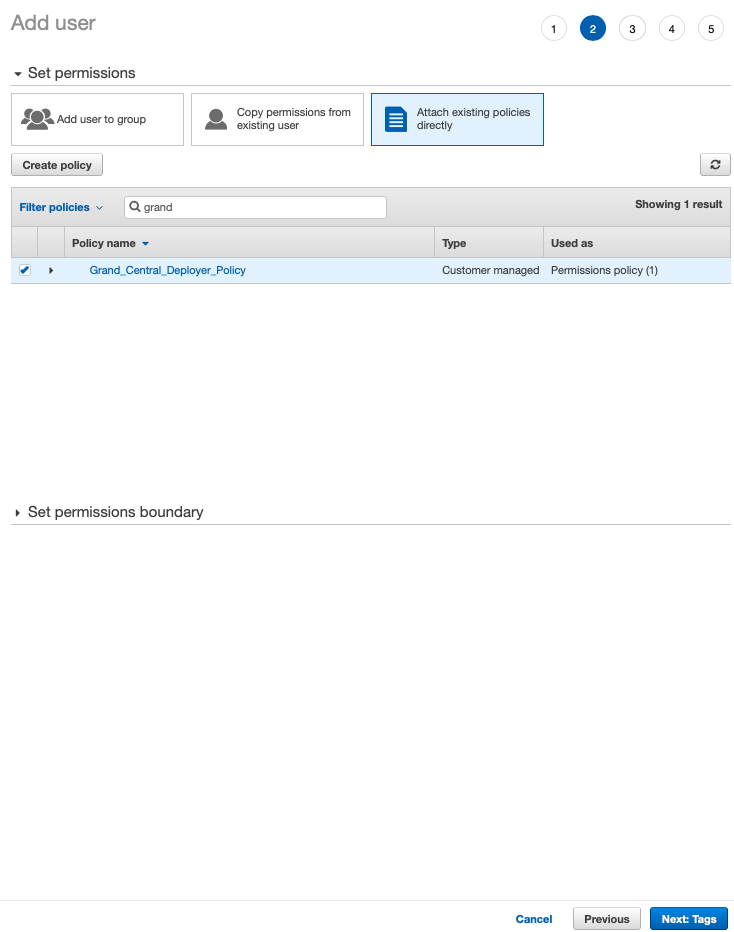 Add user
1 2 3 4 5
Set permissions
Add user to group
Copy permissions from
existing user
Attach existing policies
directly
Create policy
Filter policies
grand
Showing 1 result
Policy name Type Used as
Grand_Central_Deployer_Policy Customer managed Permissions policy (1)
Set permissions boundary
Cancel Previous Next: Tags